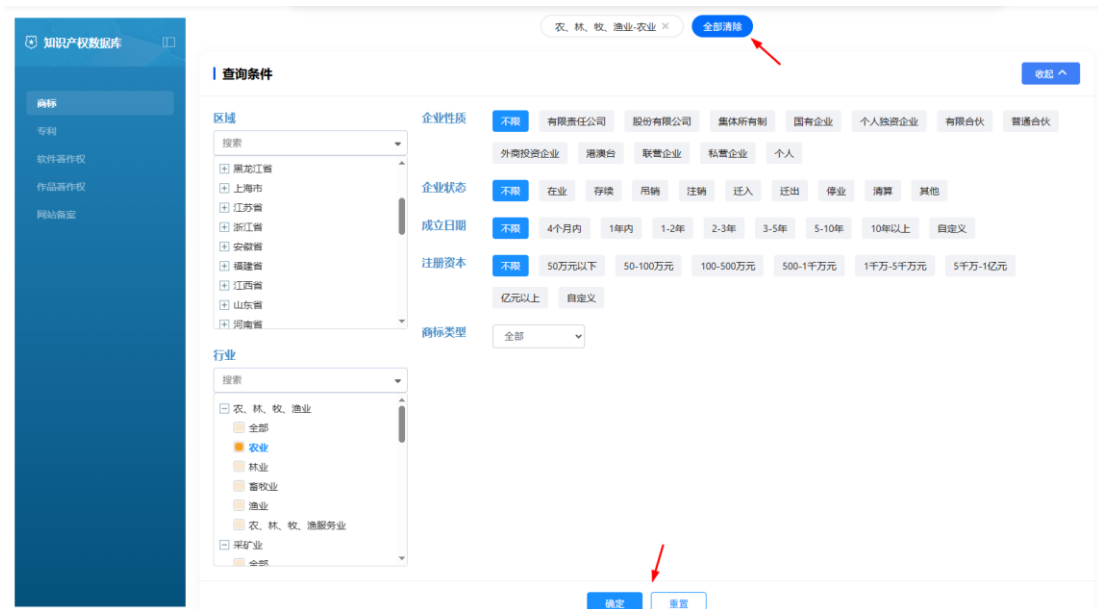 农、林、牧、渔业-农业 × 全部清除
知识产权数据库
查询条件
收起
商标
专利
软件著作权
作品著作权
网站备案
区域
搜索
黑龙江省
上海市
江苏省
浙江省
安徽省
福建省
江西省
山东省
河南省
行业
搜索
农、林、牧、渔业
全部
农业
林业
畜牧业
渔业
农、林、牧、渔服务业
采矿业
全部
企业性质 不限 有限责任公司 股份有限公司 集体所有制 国有企业 个人独资企业 有限合伙 普通合伙
外商投资企业 港澳台 联营企业 私营企业 个人
企业状态 不限 在业 存续 吊销 注销 迁入 迁出 停业 清算 其他
成立日期 不限 4个月内 1年内 1-2年 2-3年 3-5年 5-10年 10年以上 自定义
注册资本 不限 50万元以下 50-100万元 100-500万元 500-1千万元 1千万-5千万元 5千万-1亿元
亿元以上 自定义
商标类型 全部
确定 重置